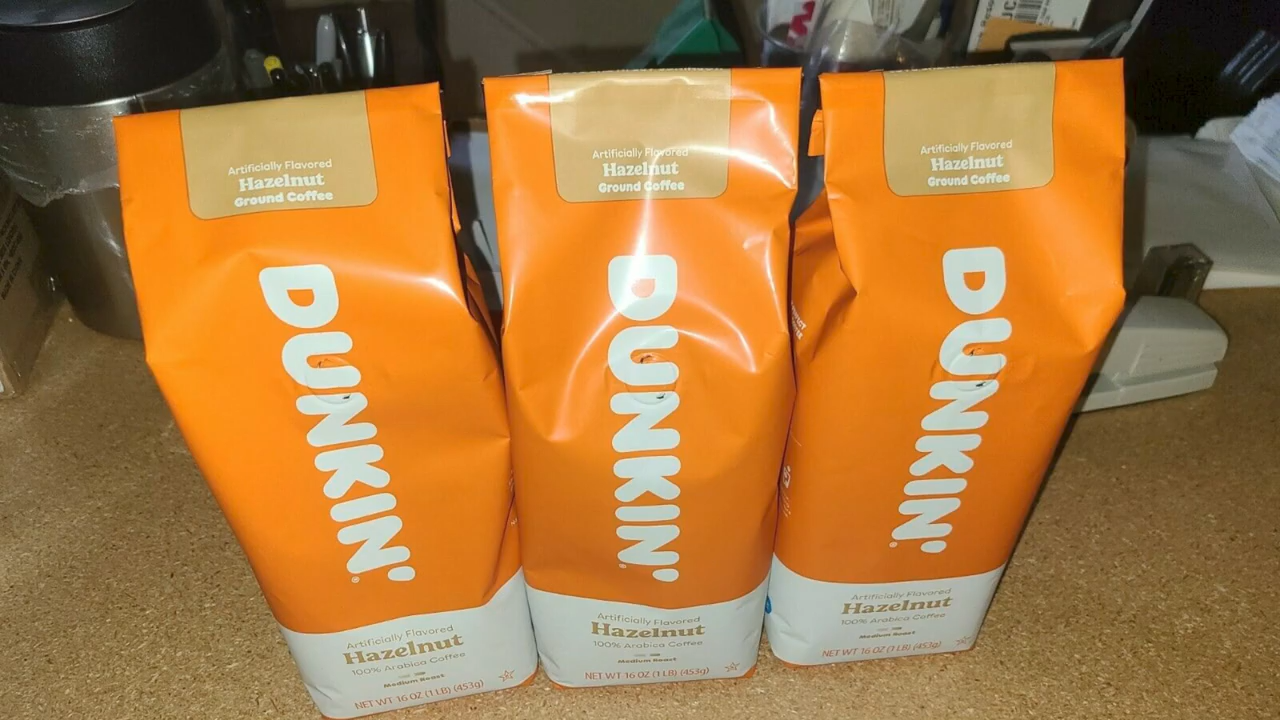 Artificially Flavored
Hazelnut
Ground Coffee
DUNKIN'
®
Artificially Flavored
Hazelnut
100% Arabica Coffee
Medium Roast
NET WT 16 OZ (1 LB) (453g)
Artificially Flavored
Hazelnut
Ground Coffee
DUNKIN'
®
Artificially Flavored
Hazelnut
100% Arabica Coffee
Medium Roast
NET WT 16 OZ (1 LB) (453g)
Artificially Flavored
Hazelnut
Ground Coffee
DUNKIN'
®
Artificially Flavored
Hazelnut
100% Arabica Coffee
Medium Roast
NET WT 16 OZ (1 LB) (453g)